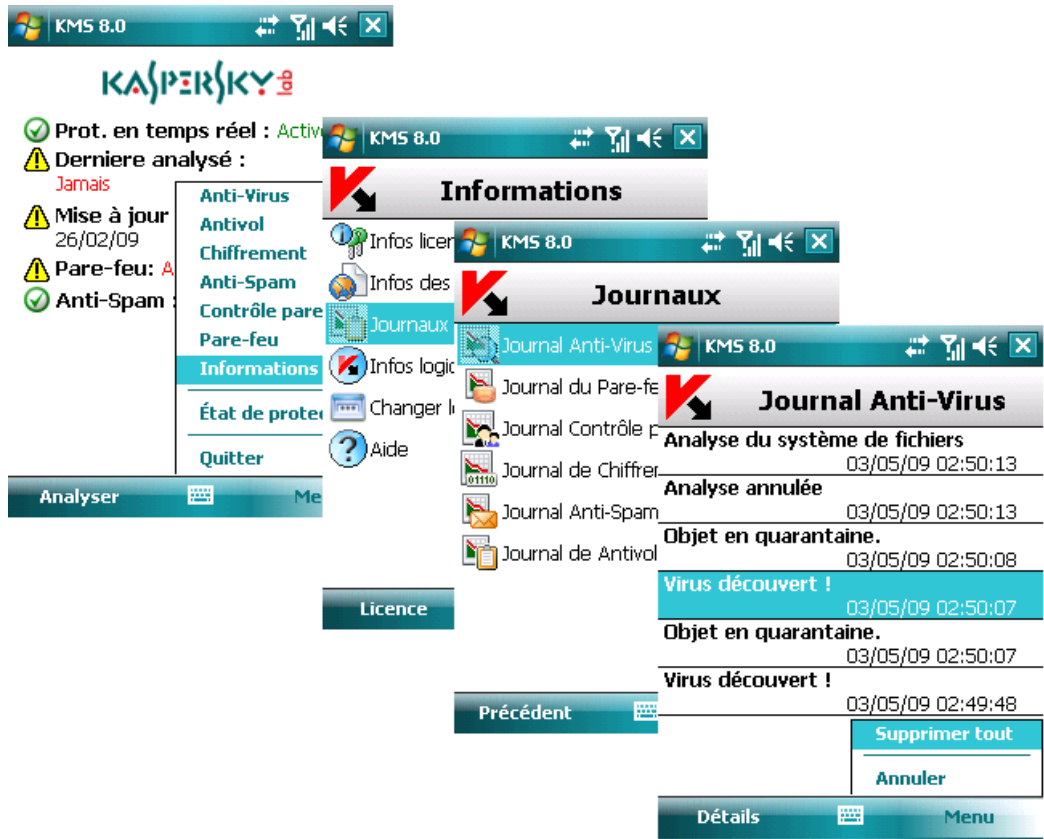 KMS 8.0
KASPERSKY lab
Prot. en temps réel : Activ
Derniere analysé :
Jamais
Mise à jour
26/02/09
Pare-feu: A
Anti-Spam :
Anti-Virus
Antivol
Chiffrement
Anti-Spam
Contrôle pare
Pare-feu
Informations
État de protec
Quitter
Analyser
Me
KMS 8.0
Informations
Infos licen
Infos des
Journaux
Infos logic
Changer l
Aide
Licence
KMS 8.0
Journaux
Journal Anti-Virus
Journal du Pare-fe
Journal Contrôle p
Journal de Chiffrer
01110
Journal Anti-Spam
Journal de Antivol
Précédent
KMS 8.0
Journal Anti-Virus
Analyse du système de fichiers
03/05/09 02:50:13
Analyse annulée
03/05/09 02:50:13
Objet en quarantaine.
03/05/09 02:50:08
Virus découvert !
03/05/09 02:50:07
Objet en quarantaine.
03/05/09 02:50:07
Virus découvert !
03/05/09 02:49:48
Supprimer tout
Annuler
Détails
Menu